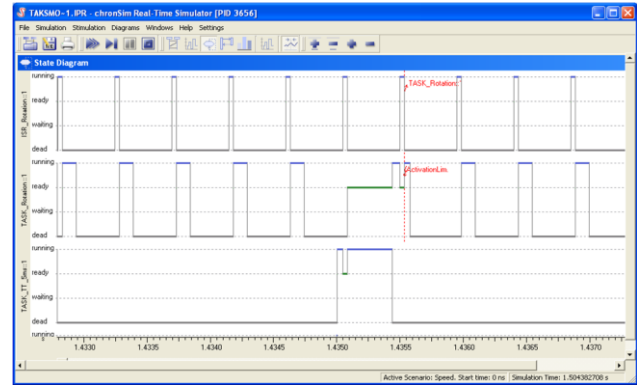 TAKSMO~1.IPR - chronSim Real-Time Simulator [PID 3656]
File Simulation Stimulation Diagrams Windows Help Settings
State Diagram
ISR_Rotation::1
running
ready
waiting
dead
TASK_Rotation:
TASK_Rotation::1
running
ready
waiting
dead
ActivationLim
TASK_TT_5ms::1
running
ready
waiting
dead
running
1.4330 1.4335 1.4340 1.4345 1.4350 1.4355 1.4360 1.4365 1.4370
Active Scenario: Speed. Start time: 0 ns Simulation Time: 1.504382708 s